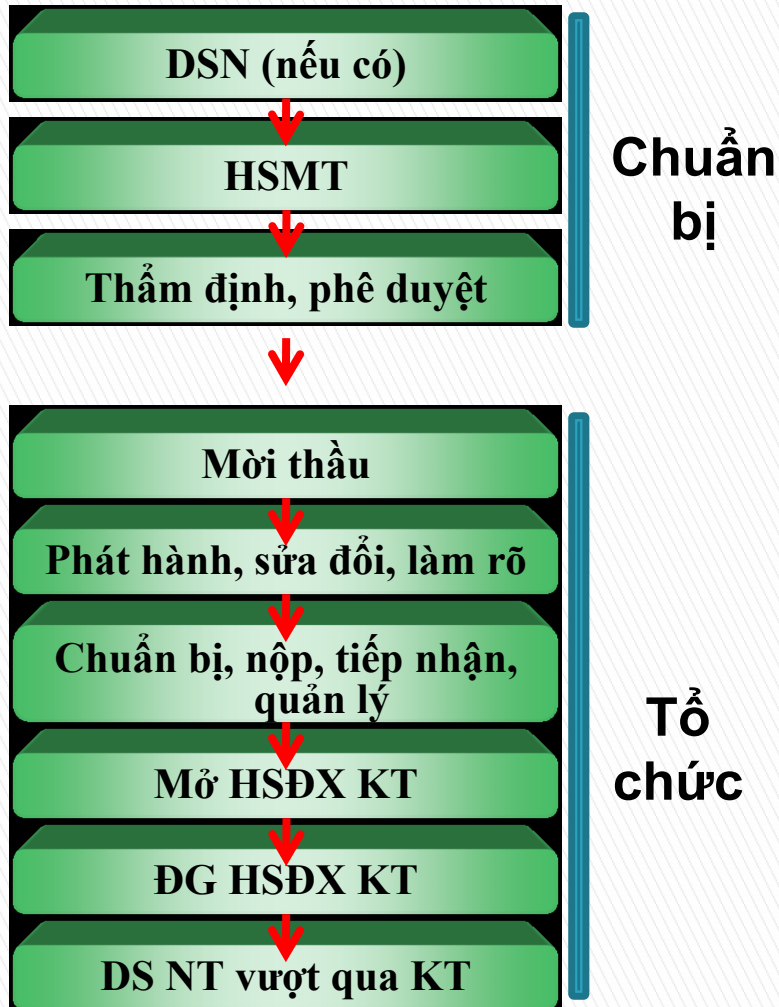 DSN (nếu có)
HSMT
Thẩm định, phê duyệt
Chuẩn
bị
Mời thầu
Phát hành, sửa đổi, làm rõ
Chuẩn bị, nộp, tiếp nhận,
quản lý
Mở HSĐX KT
ĐG HSĐX KT
DS NT vượt qua KT
Tổ
chức